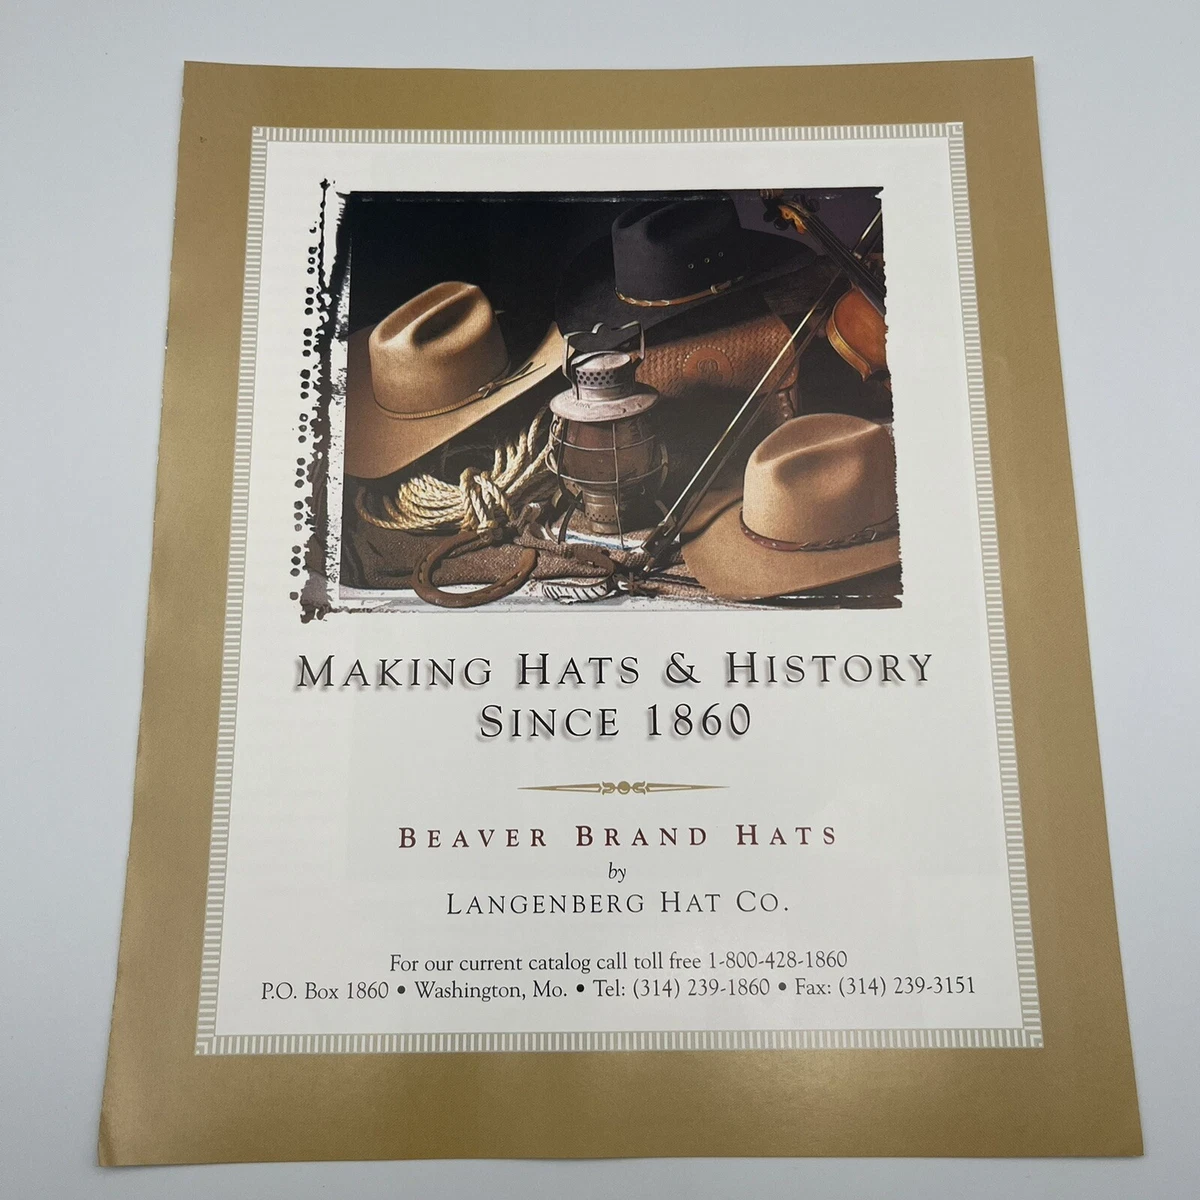 Making Hats & History
Since 1860
Beaver Brand Hats
by
Langenberg Hat Co.
For our current catalog call toll free 1-800-428-1860
P.O. Box 1860 • Washington, Mo. • Tel: (314) 239-1860 • Fax: (314) 239-3151